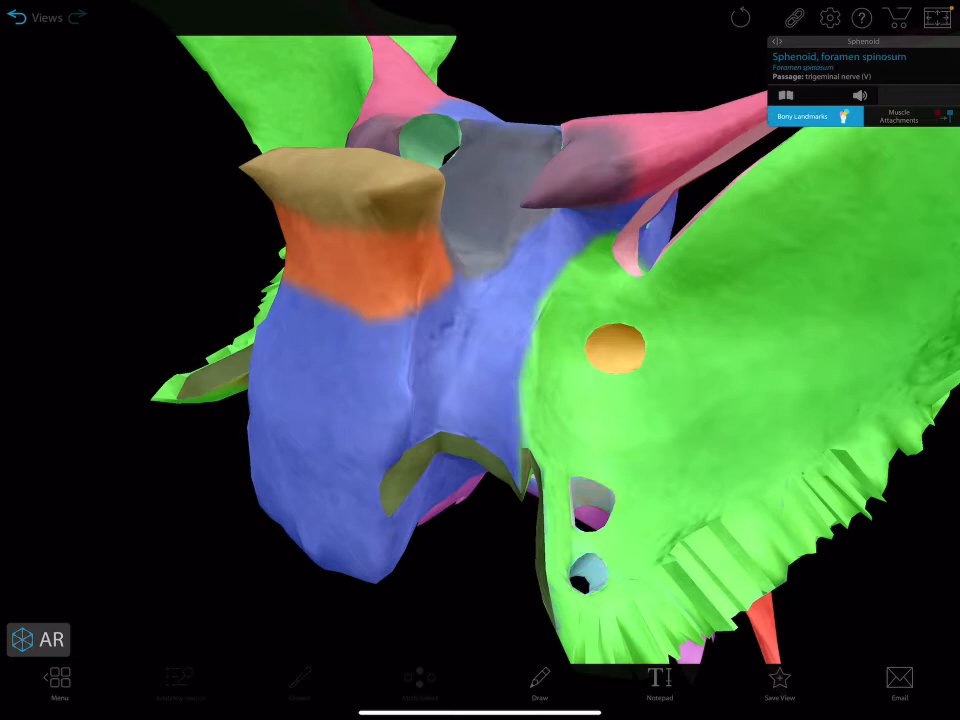 Views
Sphenoid
Sphenoid, foramen spinosum
Foramen spinosum
Passage: trigeminal nerve (V)
Bony Landmarks
Muscle
Attachments
AR
Menu
Draw
Notepad
Save View
Email